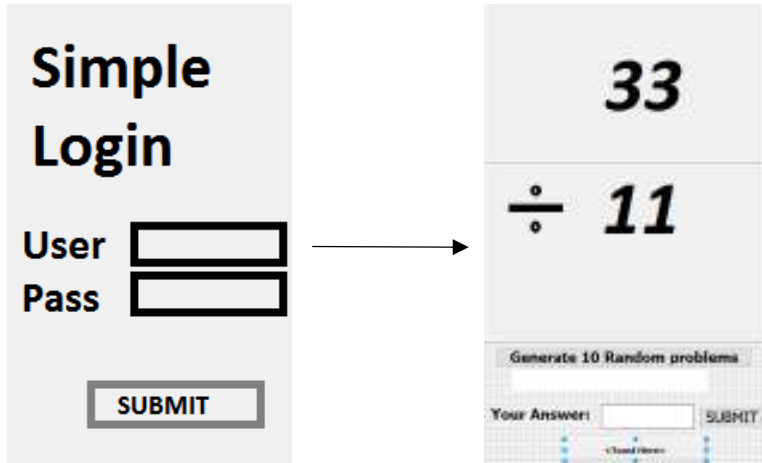 Simple
Login
User
Pass
SUBMIT
33
÷ 11
Generate 10 Random problems
Your Answer: SUBMIT